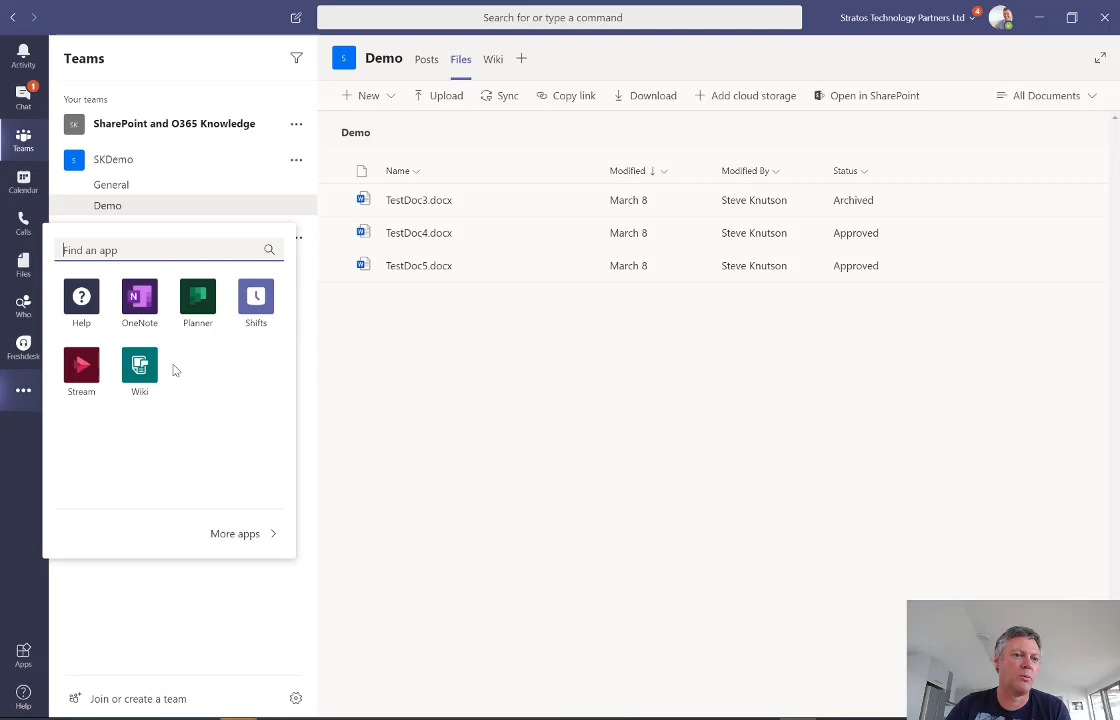 Search for or type a command
Stratos Technology Partners Ltd
4
Activity
Chat
1
Teams
Calendar
Calls
Files
Who
Freshdesk
Apps
Help
Teams
Your teams
SK
SharePoint and O365 Knowledge
S
SKDemo
General
Demo
Find an app
Help
OneNote
Planner
Shifts
Stream
Wiki
More apps
Join or create a team
S
Demo
Posts
Files
Wiki
New
Upload
Sync
Copy link
Download
Add cloud storage
Open in SharePoint
All Documents
Demo
Name Modified Modified By Status
TestDoc3.docx March 8 Steve Knutson Archived
TestDoc4.docx March 8 Steve Knutson Approved
TestDoc5.docx March 8 Steve Knutson Approved